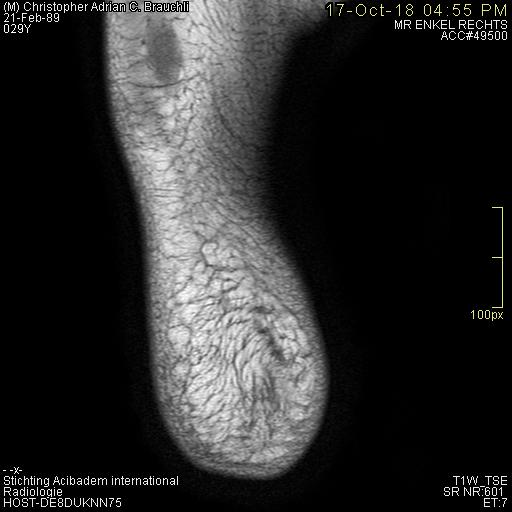 (M) Christopher Adrian C. Brauchli
21-Feb-89
029Y
17-Oct-18 04:55 PM
MR ENKEL RECHTS
ACC#49500
100px
--x-
Stichting Acibadem international
Radiologie
HOST-DE8DUKNN75
T1W_TSE
SR NR:601
ET:7